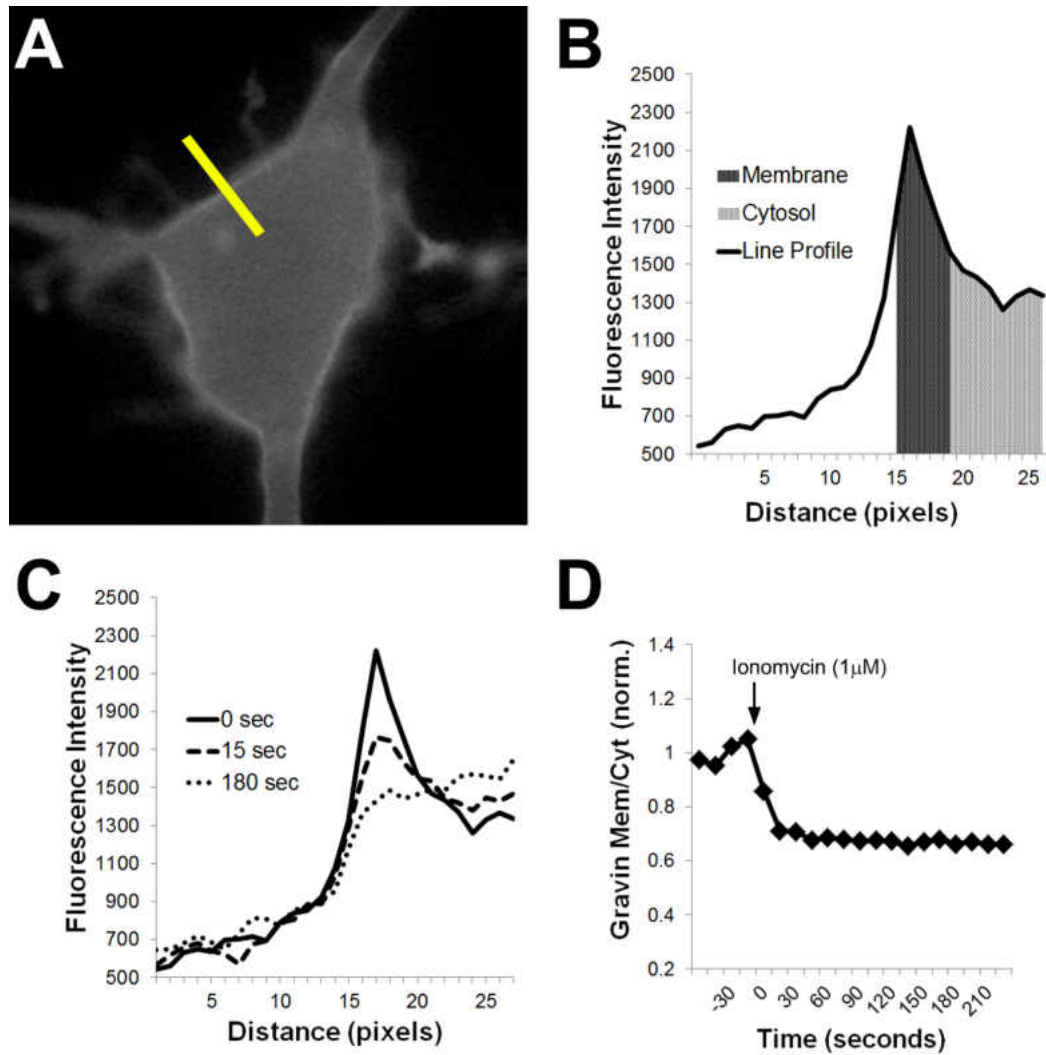 A
B
Fluorescence Intensity
2500
2300
2100
1900
1700
1500
1300
1100
900
700
500
Membrane
Cytosol
Line Profile
5 10 15 20 25
Distance (pixels)
C
Fluorescence Intensity
2500
2300
2100
1900
1700
1500
1300
1100
900
700
500
0 sec
15 sec
180 sec
5 10 15 20 25
Distance (pixels)
D
Gravin Mem/Cyt (norm.)
1.4
1.2
1
0.8
0.6
0.4
0.2
Ionomycin (1µM)
-30 0 30 60 90 120 150 180 210
Time (seconds)